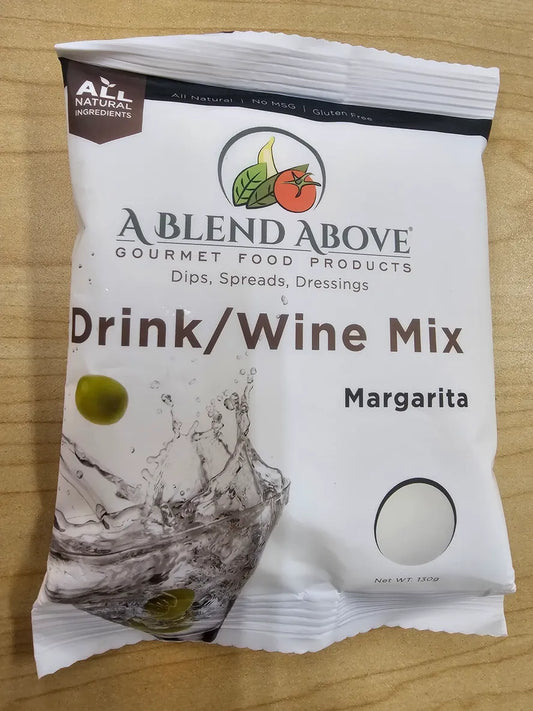 ALL
NATURAL
INGREDIENTS
All Natural | No MSG | Gluten Free
A BLEND ABOVE®
GOURMET FOOD PRODUCTS
Dips, Spreads, Dressings
Drink/Wine Mix
Margarita
Net WT 130g